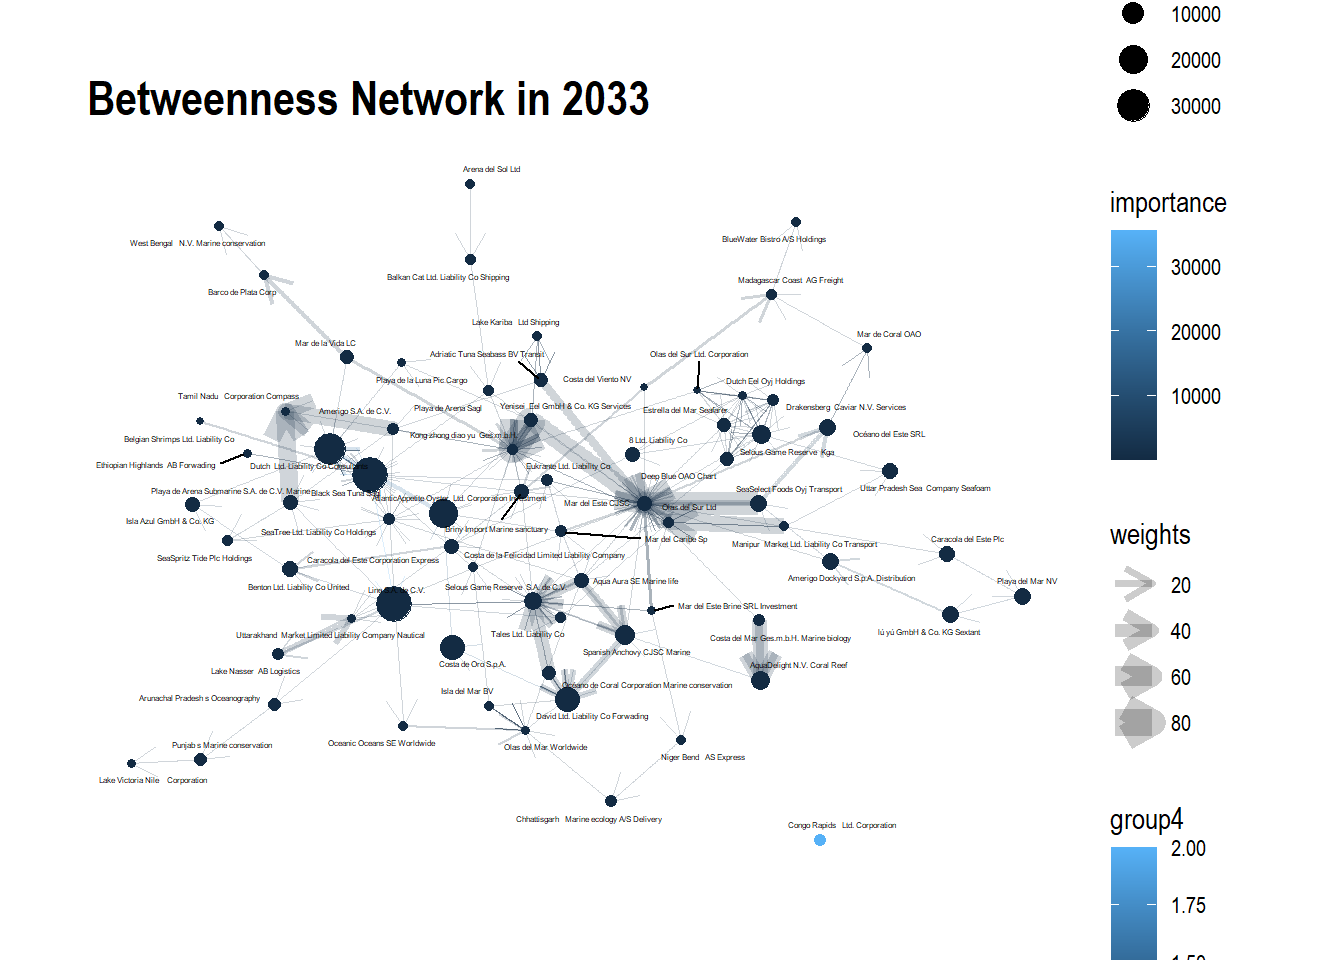 10000
20000
30000
Betweenness Network in 2033
importance
30000
20000
10000
weights
20
40
60
80
group4
2.00
1.75
1.50
Arena del Sol Ltd
West Bengal N.V. Marine conservation
BlueWater Bistro A/S Holdings
Balkan Cat Ltd. Liability Co Shipping
Madagascar Coast AG Freight
Barco de Plata Corp
Lake Kariba Ltd Shipping
Mar de Coral OAO
Mar de la Vida LC
Adriatic Tuna Seabass BV Transit
Olas del Sur Ltd. Corporation
Playa de la Luna Pic Cargo
Costa del Viento NV
Dutch Eel Oyj Holdings
Tamil Nadu Corporation Compass
Amerigo S.A. de C.V.
Playa de Arena Sagl
Yenisei Eel GmbH & Co. KG Services
Estrella del Mar Seafarer
Drakensberg Caviar N.V. Services
Belgian Shrimps Ltd. Liability Co
Kong zhong diao yu Ges.m.b.H.
8 Ltd. Liability Co
Océano del Este SRL
Selous Game Reserve Kga
Ethiopian Highlands AB Forwading
Dutch Ltd. Liability Co Consultants
Eukrante Ltd. Liability Co
Deep Blue OAO Chart
Playa de Arena Submarine S.A. de C.V. Marine
Black Sea Tuna
AtlanticAppetite Oyster Ltd. Corporation Investment
Mar del Este CJSC
Olas del Sur Ltd
SeaSelect Foods Oyj Transport
Uttar Pradesh Sea Company Seafoam
Isla Azul GmbH & Co. KG
SeaTree Ltd. Liability Co Holdings
Briny Import Marine sanctuary
Mar del Caribe Sp
Manipur Market Ltd. Liability Co Transport
Caracola del Este Plc
SeaSpritz Tide Plc Holdings
Caracola del Este Corporation Express
Costa de la Felicidad Limited Liability Company
Benton Ltd. Liability Co United
Line S.A. de C.V.
Selous Game Reserve S.A. de C.V.
Aqua Aura SE Marine life
Amerigo Dockyard S.p.A. Distribution
Playa del Mar NV
Mar del Este Brine SRL Investment
Uttarakhand Market Limited Liability Company Nautical
Tales Ltd. Liability Co
Costa del Mar Ges.m.b.H. Marine biology
Iú yú GmbH & Co. KG Sextant
Lake Nasser AB Logistics
Costa de Oro S.p.A.
Spanish Anchovy CJSC Marine
AquaDelight N.V. Coral Reef
Arunachal Pradesh s Oceanography
Isla del Mar BV
Océano de Coral Corporation Marine conservation
David Ltd. Liability Co Forwading
Punjab s Marine conservation
Oceanic Oceans SE Worldwide
Olas del Mar Worldwide
Niger Bend AS Express
Lake Victoria Nile Corporation
Chhattisgarh Marine ecology A/S Delivery
Congo Rapids Ltd. Corporation